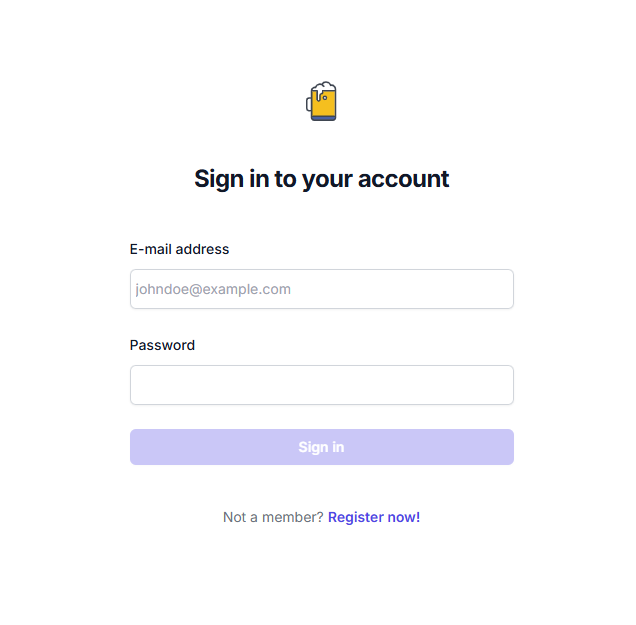 Sign in to your account
E-mail address
johndoe@example.com
Password
Sign in
Not a member? Register now!